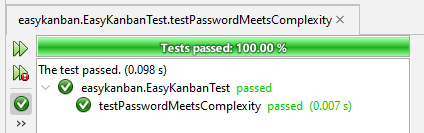 easykanban.EasyKanbanTest.testPasswordMeetsComplexity
Tests passed: 100.00 %
The test passed. (0.098 s)
easykanban.EasyKanbanTest passed
testPasswordMeetsComplexity passed (0.007 s)
>>